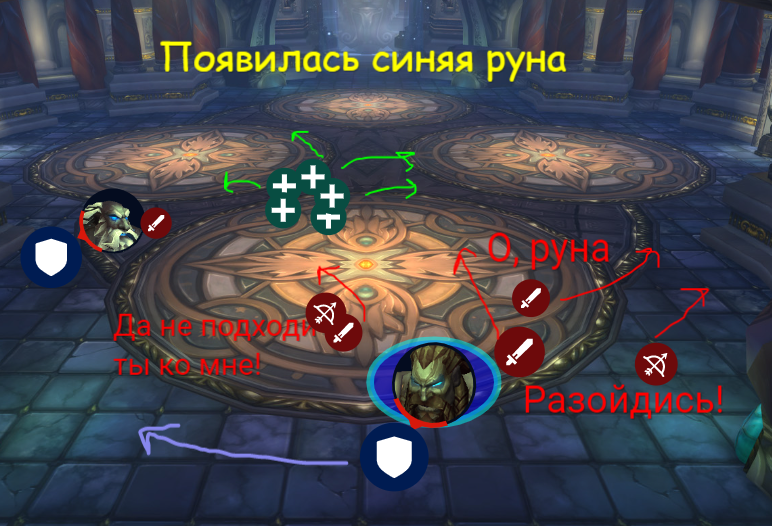 Появилась синяя руна
О, руна
Да не подходи
ты ко мне!
Разойдись!